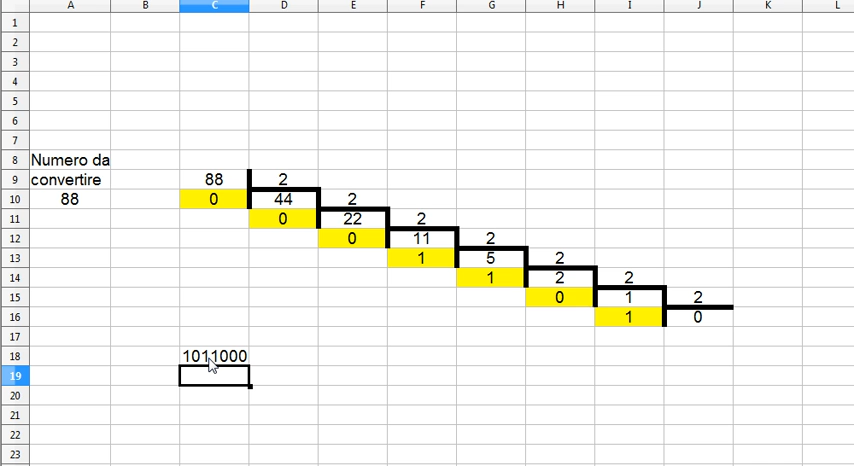 A B C D E F G H I J K L
1
2
3
4
5
6
7
8 Numero da
9 convertire 88 2
10 88 0 44 2
11 0 22 2
12 0 11 2
13 1 5 2
14 1 2 2
15 0 1 2
16 1 0
17
18 1011000
19
20
21
22
23